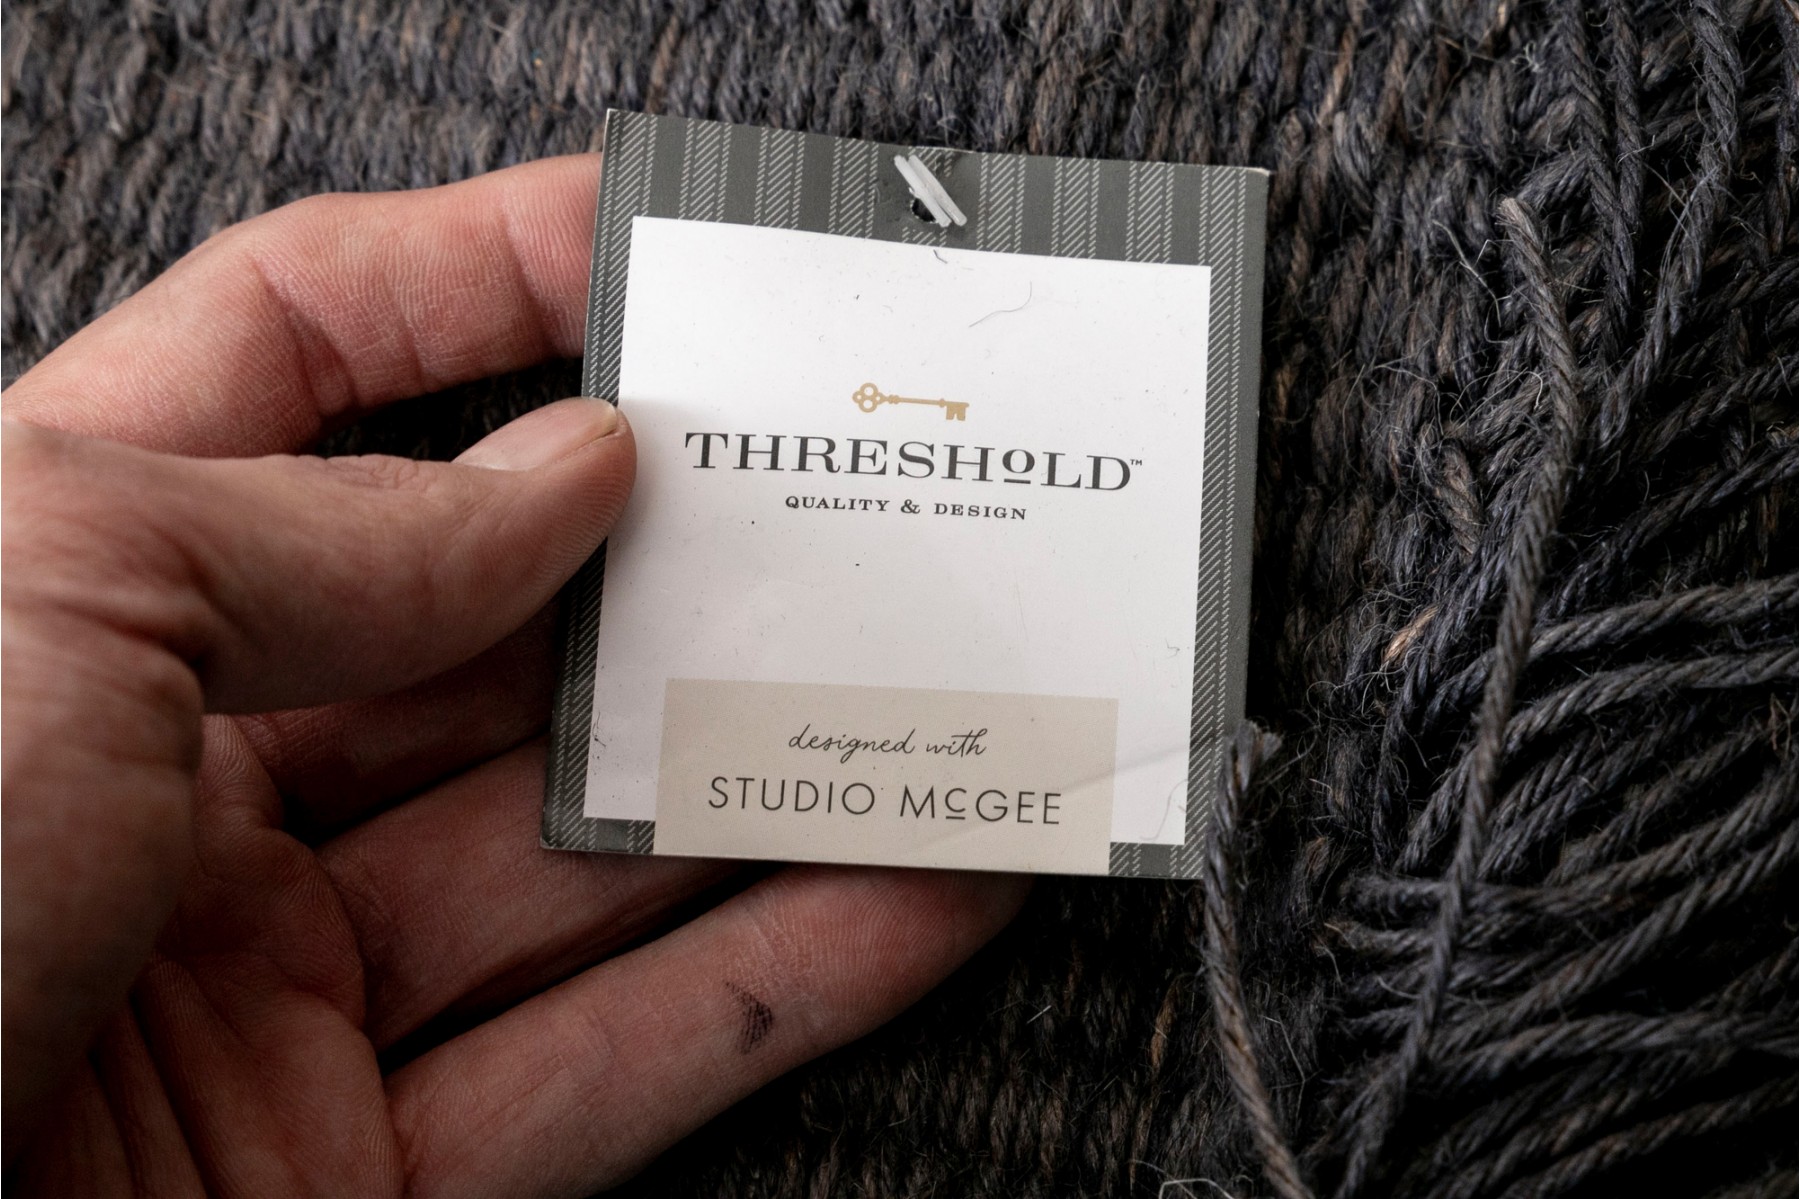 THRESHOLD™
QUALITY & DESIGN
designed with
STUDIO McGEE